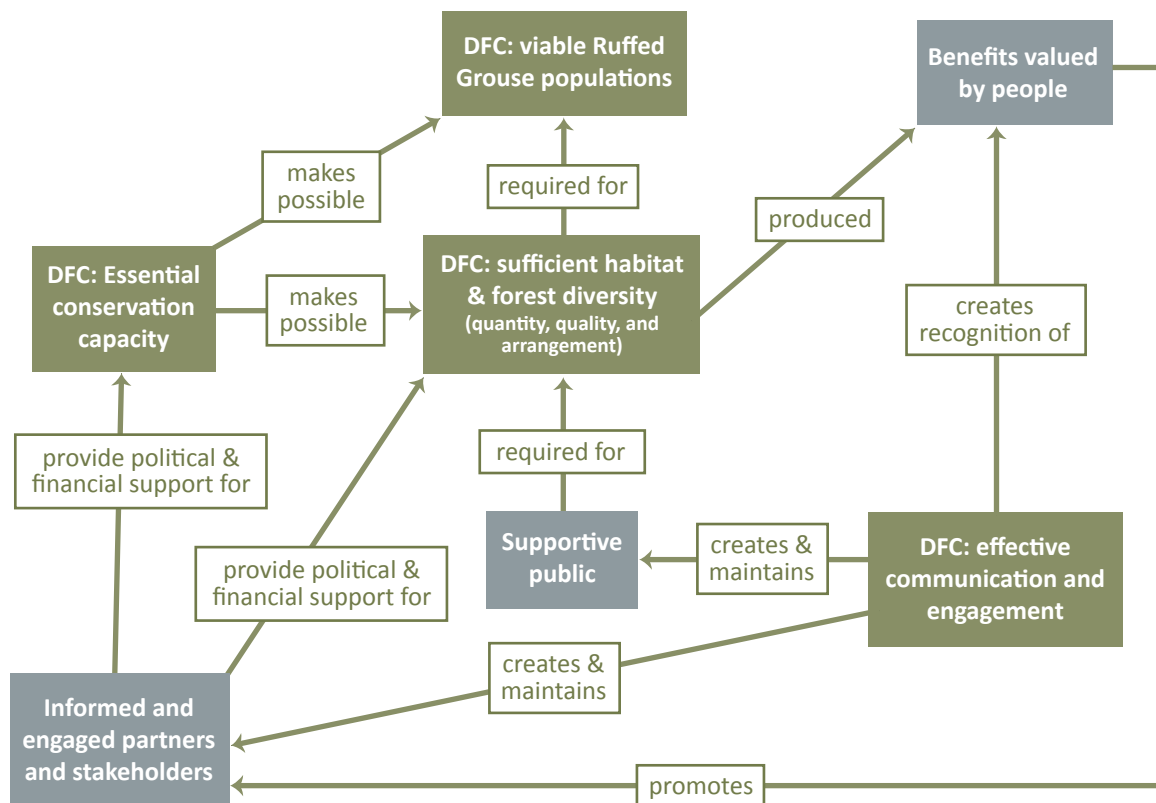 DFC: viable Ruffed
Grouse populations
Benefits valued
by people
makes
possible
required for
produced
DFC: Essential
conservation
capacity
makes
possible
DFC: sufficient habitat
& forest diversity
(quantity, quality, and
arrangement)
creates
recognition of
provide political &
financial support for
required for
provide political &
financial support for
Supportive
public
creates &
maintains
DFC: effective
communication and
engagement
creates &
maintains
Informed and
engaged partners
and stakeholders
promotes